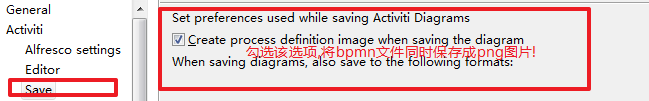 General
Activiti
Alfresco settings
Editor
Save
Set preferences used while saving Activiti Diagrams
Create process definition image when saving the diagram
勾选该选项,将bpmn文件同时保存成png图片!
When saving diagrams, also save to the following formats: